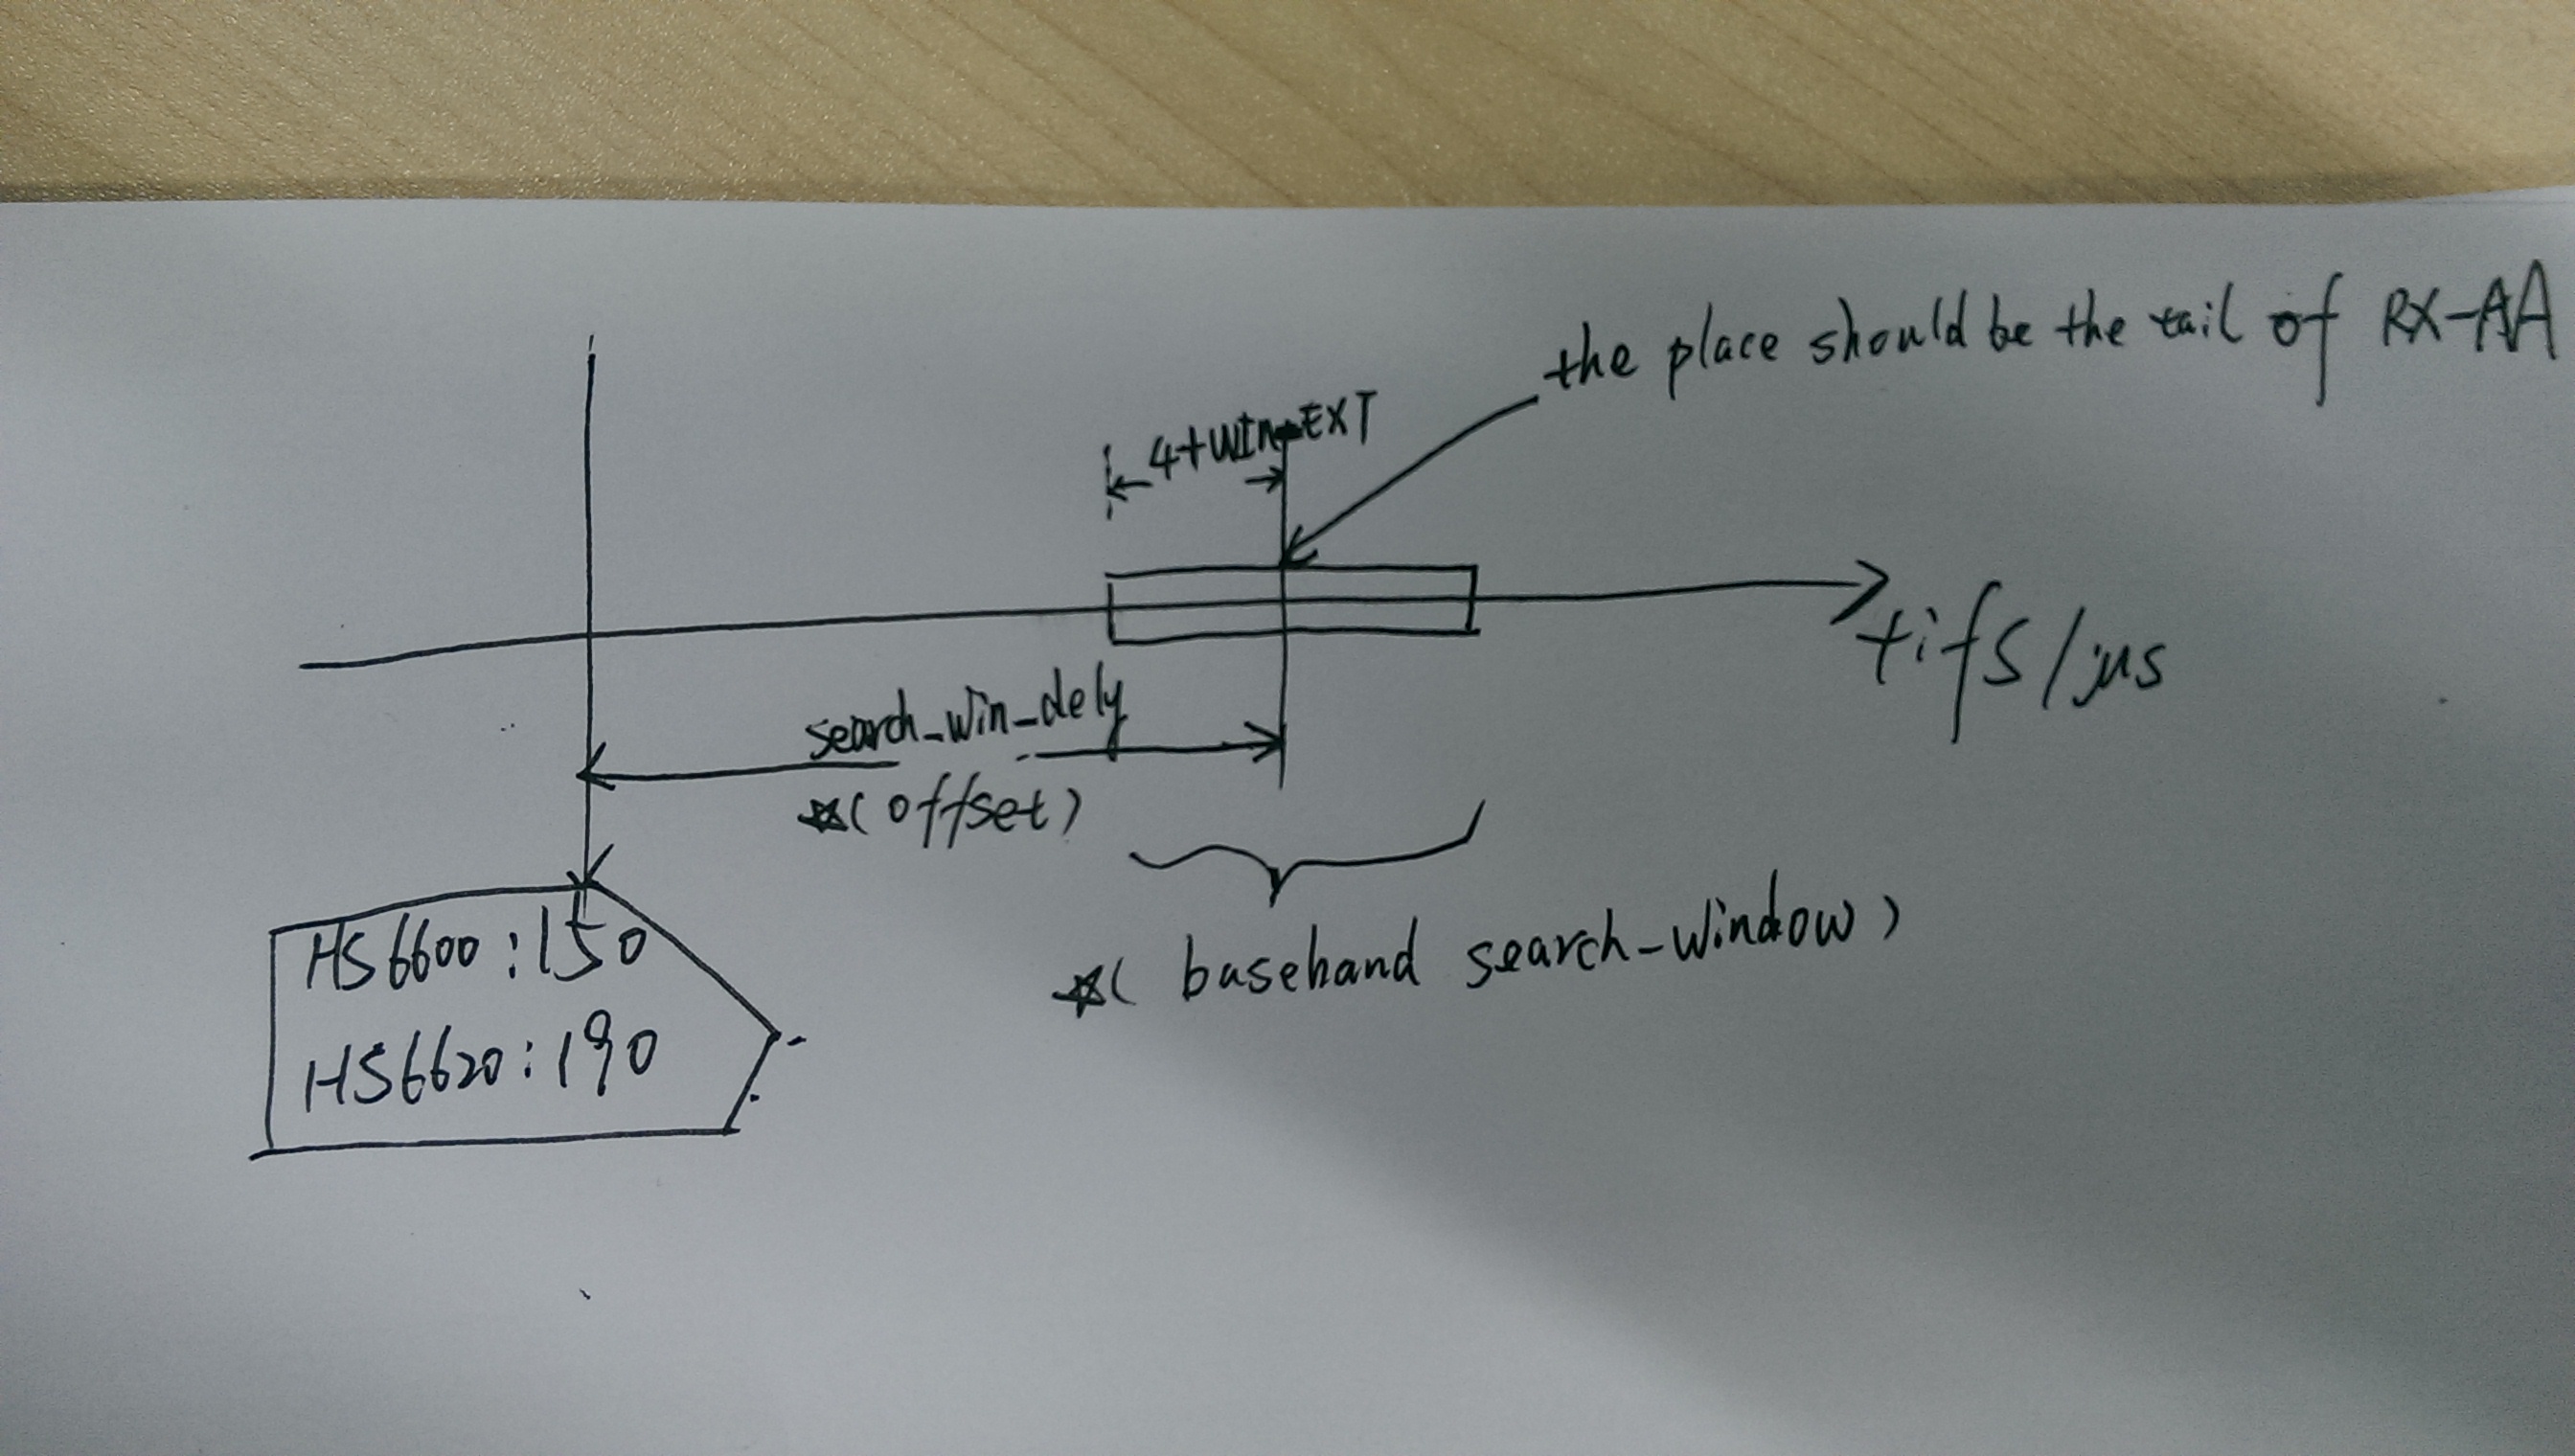 the place should be the tail of RX-AA
4+WIN-EXT
tifs/μs
search_win_dely
☆(offset)
HS6600:150
HS6620:190
☆(baseband search-window)